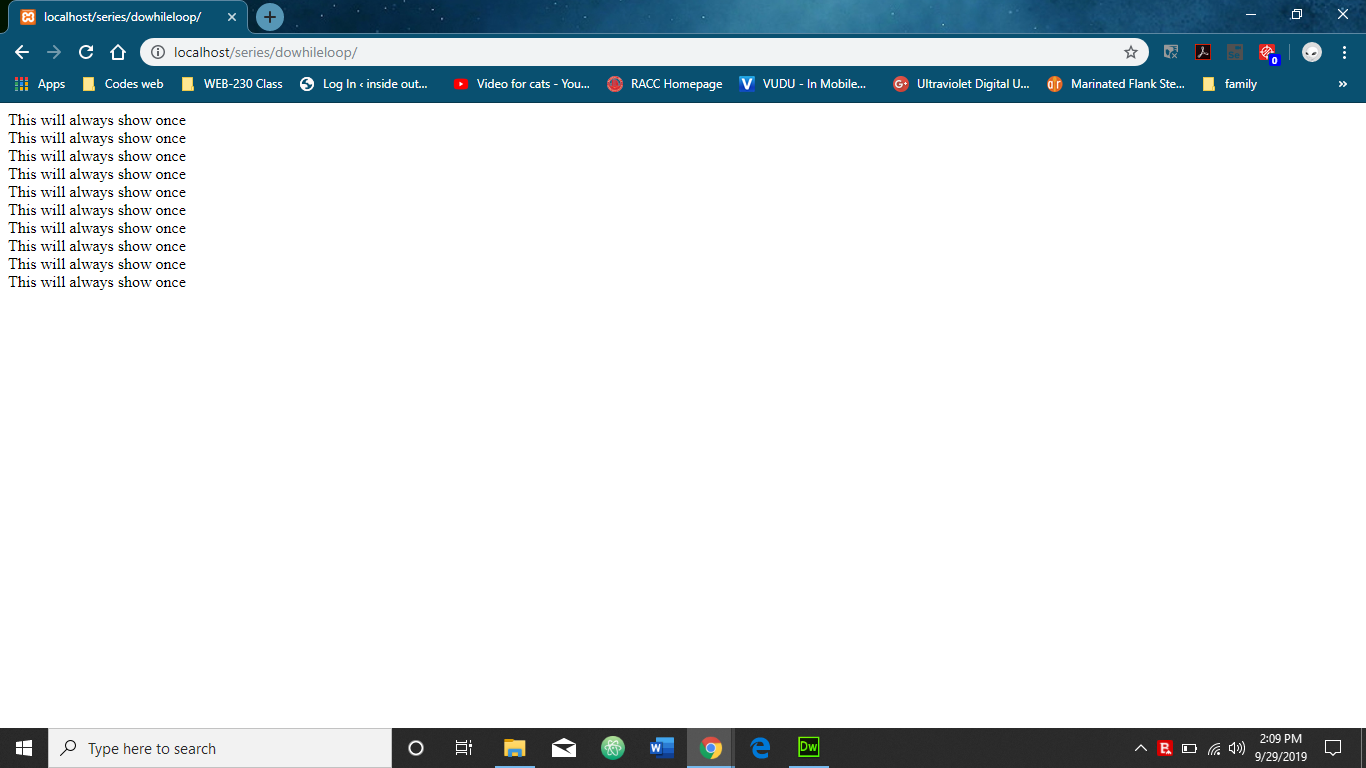 localhost/series/dowhileloop/
localhost/series/dowhileloop/
Apps Codes web WEB-230 Class Log In ‹ inside out... Video for cats - You... RACC Homepage VUDU - In Mobile... Ultraviolet Digital U... Marinated Flank Ste... family »
This will always show once
This will always show once
This will always show once
This will always show once
This will always show once
This will always show once
This will always show once
This will always show once
This will always show once
This will always show once
Type here to search
Dw
2:09 PM
9/29/2019